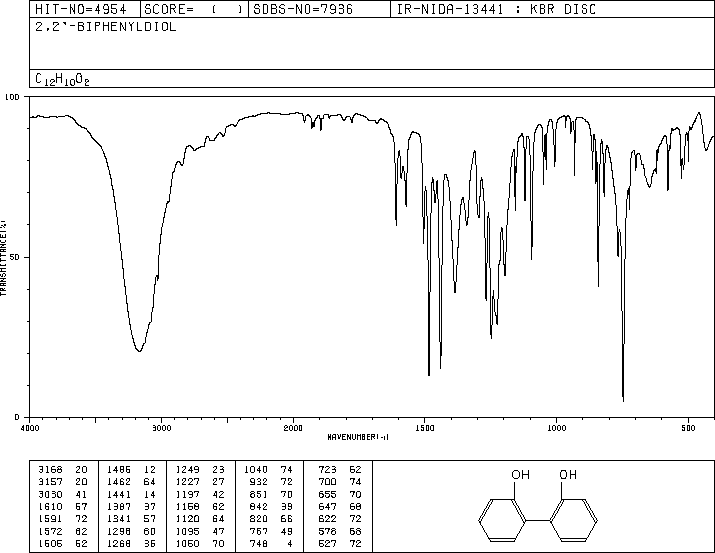 HIT-NO=4954 SCORE= ( ) SDBS-NO=7936 IR-NIDA-13441 : KBR DISC
2,2'-BIPHENYLDIOL
C12H10O2
100
50
0
TRANSMITTANCE(%)
4000 3000 2000 1500 1000 500
WAVENUMBER(-1)
3168 20 1486 12 1249 23 1040 74 723 62
3157 20 1462 64 1227 27 932 72 700 74
3030 41 1441 14 1197 42 851 70 655 70
1610 57 1387 37 1158 62 842 39 647 68
1591 72 1341 57 1120 64 820 66 622 72
1572 62 1298 60 1095 47 767 49 578 68
1506 52 1268 35 1050 70 748 4 527 72
OH OH